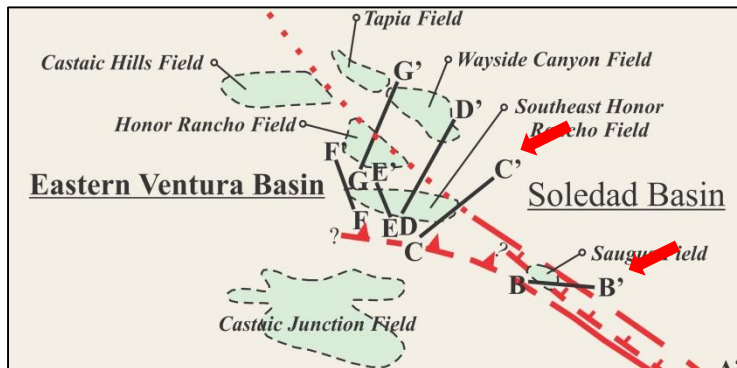 Tapia Field
Castaic Hills Field
G'
Wayside Canyon Field
D'
Southeast Honor
Rancho Field
Honor Rancho Field
F'
C'
Eastern Ventura Basin
G
E'
Soledad Basin
F
E
D
?
C
?
Saugus Field
B
B'
Castaic Junction Field